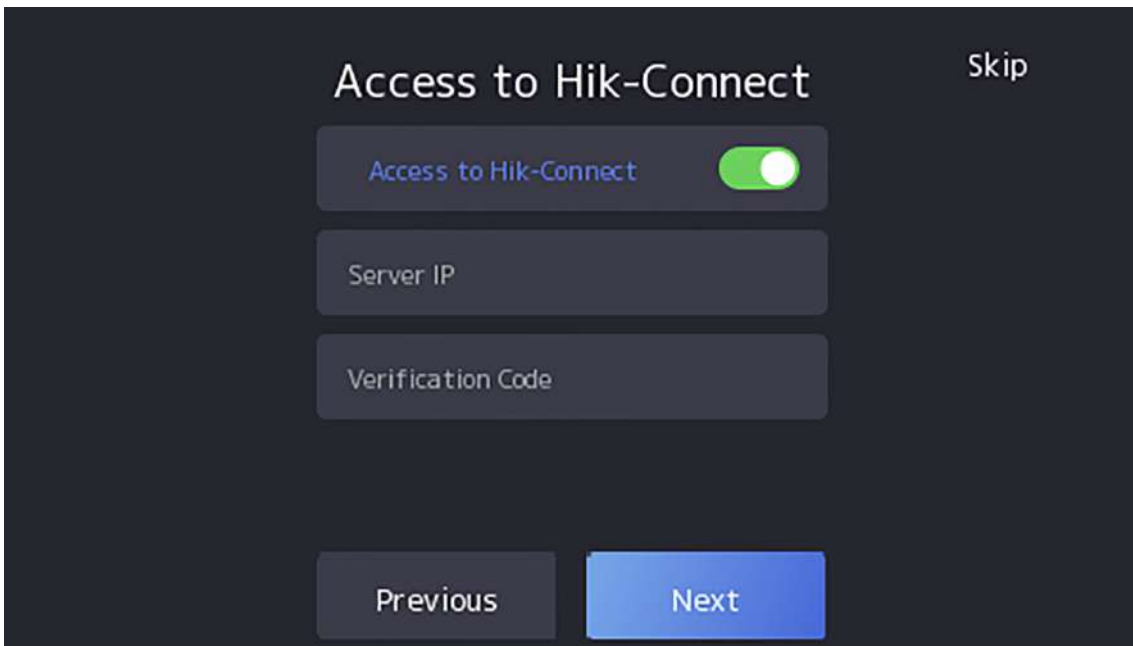 Access to Hik-Connect
Skip
Access to Hik-Connect
Server IP
Verification Code
Previous
Next